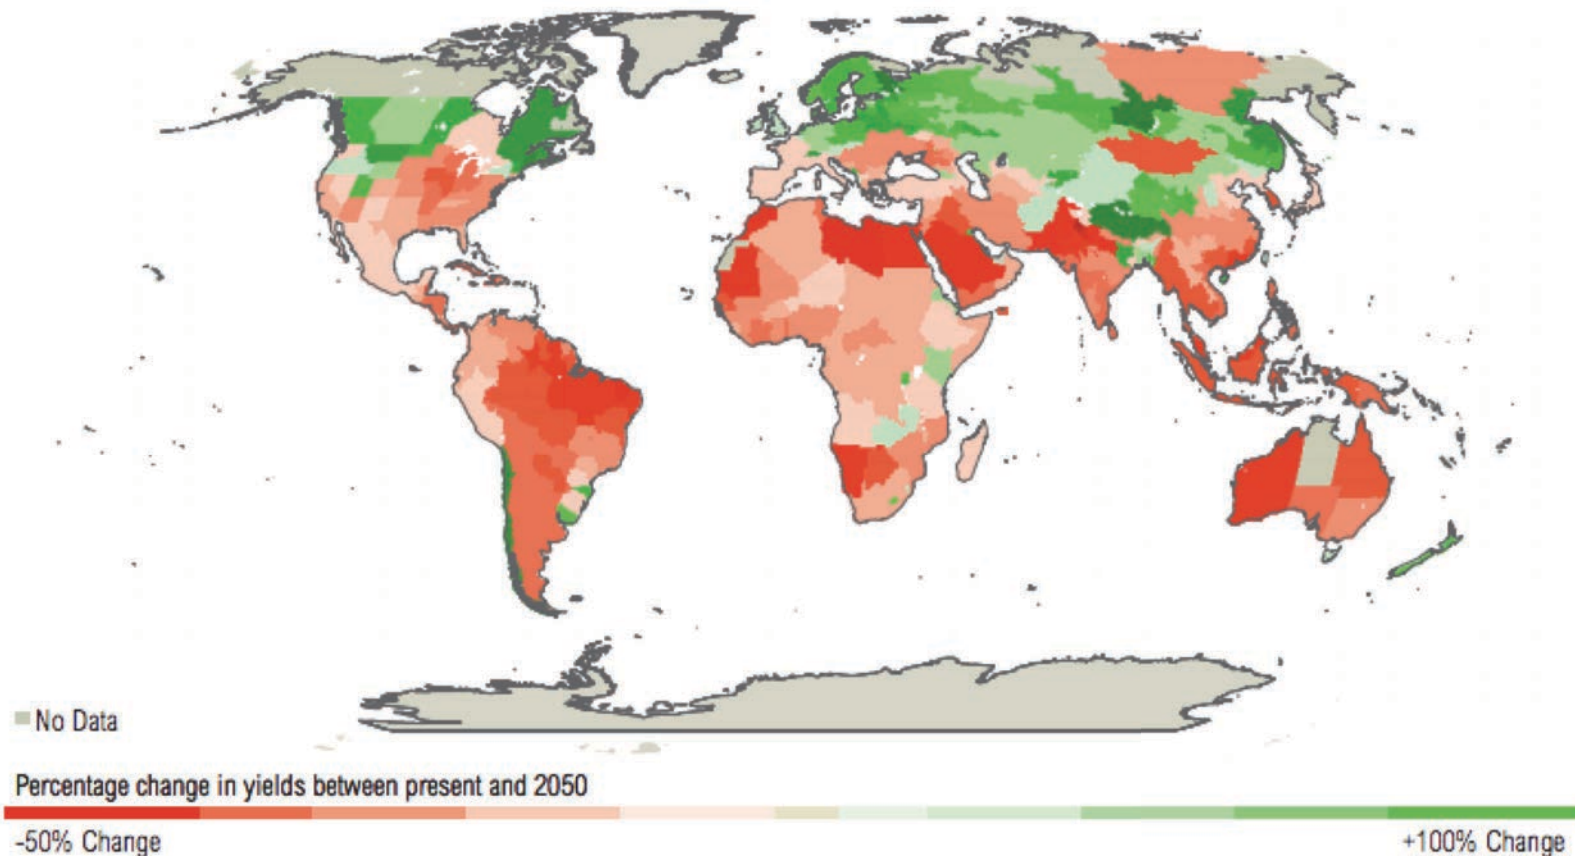 No Data
Percentage change in yields between present and 2050
-50% Change
+100% Change